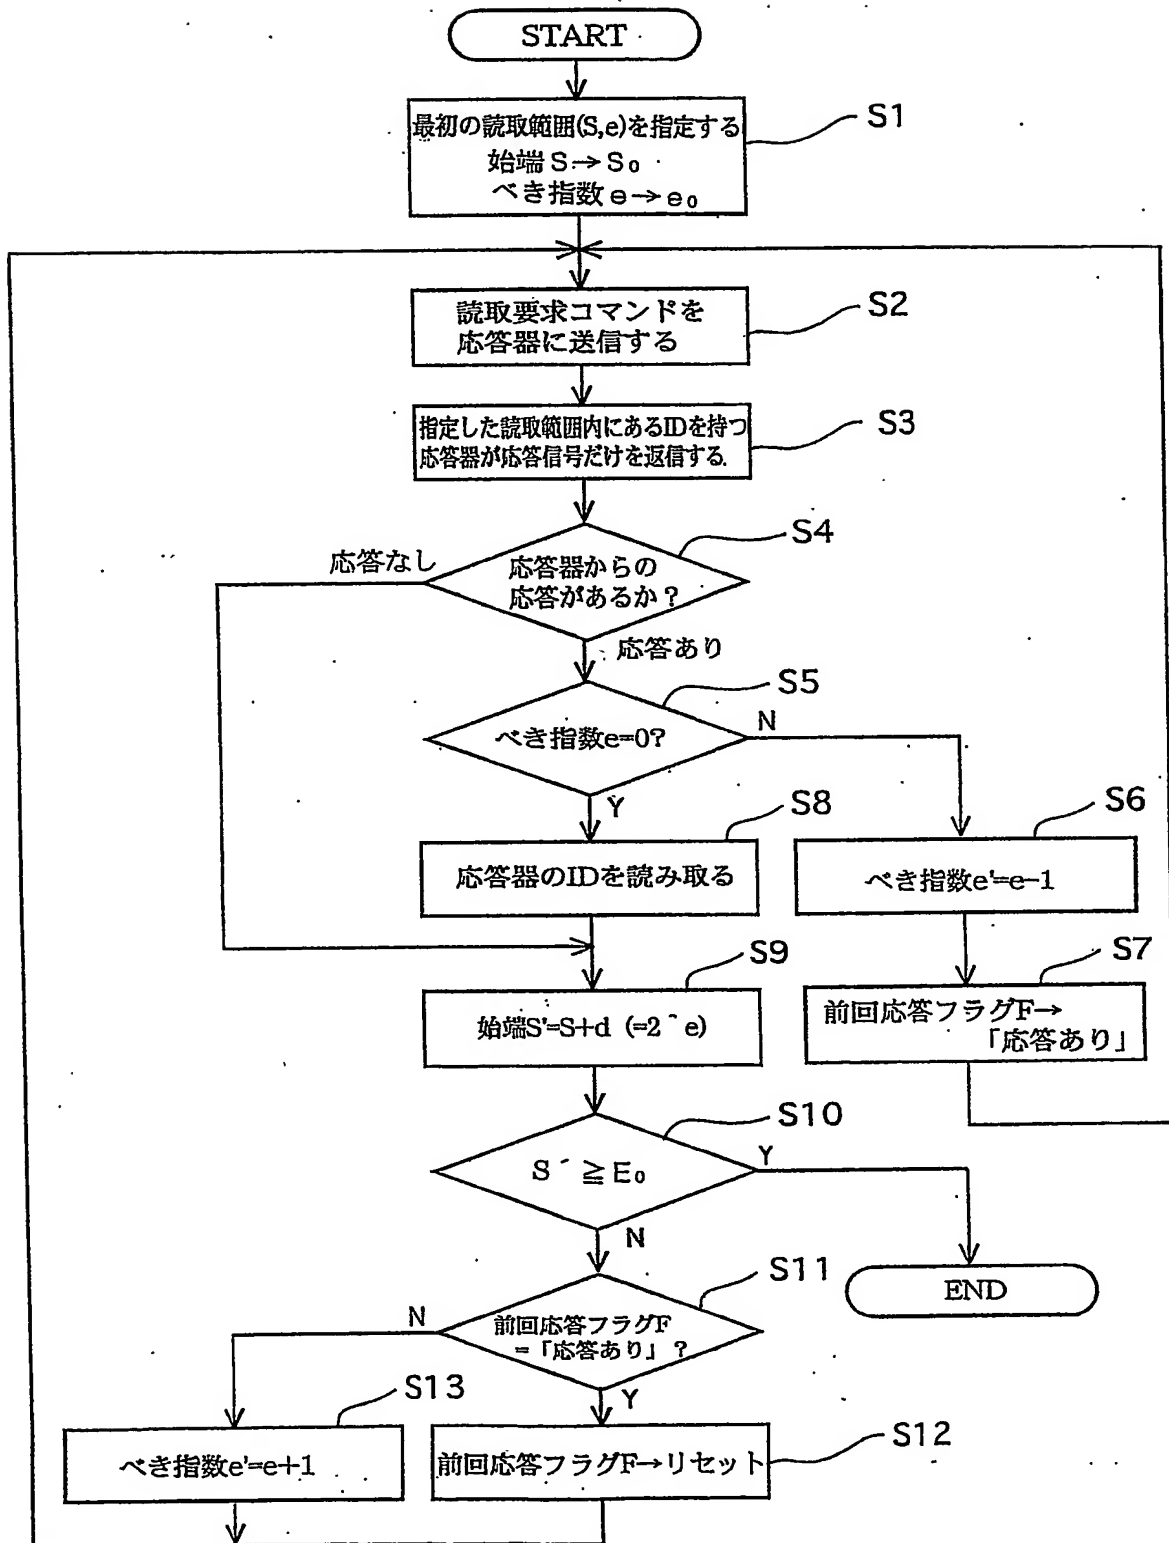 START
S1
最初の読取範囲(S,e)を指定する
始端 S→S₀
べき指数 e→e₀
S2
読取要求コマンドを
応答器に送信する
S3
指定した読取範囲内にあるIDを持つ
応答器が応答信号だけを返信する.
S4
応答なし
応答器からの
応答があるか?
応答あり
S5
べき指数e=0?
N
Y
S8
S6
応答器のIDを読み取る
べき指数e'=e-1
S9
S7
始端S'=S+d (=2^e)
前回応答フラグF→
「応答あり」
S10
S´≧E₀
Y
N
S11
END
N
前回応答フラグF
=「応答あり」?
Y
S13
S12
べき指数e'=e+1
前回応答フラグF→リセット